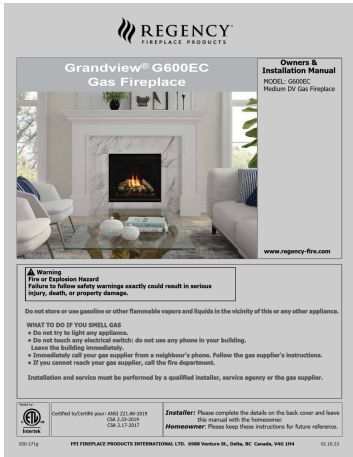 REGENCY®
FIREPLACE PRODUCTS
Grandview® G600EC
Gas Fireplace
Owners &
Installation Manual
MODEL: G600EC
Medium DV Gas Fireplace
www.regency-fire.com
Warning
Fire or Explosion Hazard
Failure to follow safety warnings exactly could result in serious
injury, death, or property damage.
Do not store or use gasoline or other flammable vapors and liquids in the vicinity of this or any other appliance.
WHAT TO DO IF YOU SMELL GAS
● Do not try to light any appliance.
● Do not touch any electrical switch: do not use any phone in your building.
Leave the building immediately.
● Immediately call your gas supplier from a neighbour's phone. Follow the gas supplier's instructions.
● If you cannot reach your gas supplier, call the fire department.
Installation and service must be performed by a qualified installer, service agency or the gas supplier.
Tested by:
ETL
Intertek
Certified to/Certifié pour: ANSI Z21.88-2019
CSA 2.33-2019
CSA 2.17-2017
Installer: Please complete the details on the back cover and leave
this manual with the homeowner.
Homeowner: Please keep these instructions for future reference.
920-271g
FPI FIREPLACE PRODUCTS INTERNATIONAL LTD. 6988 Venture St., Delta, BC Canada, V4G 1H4
01.16.23